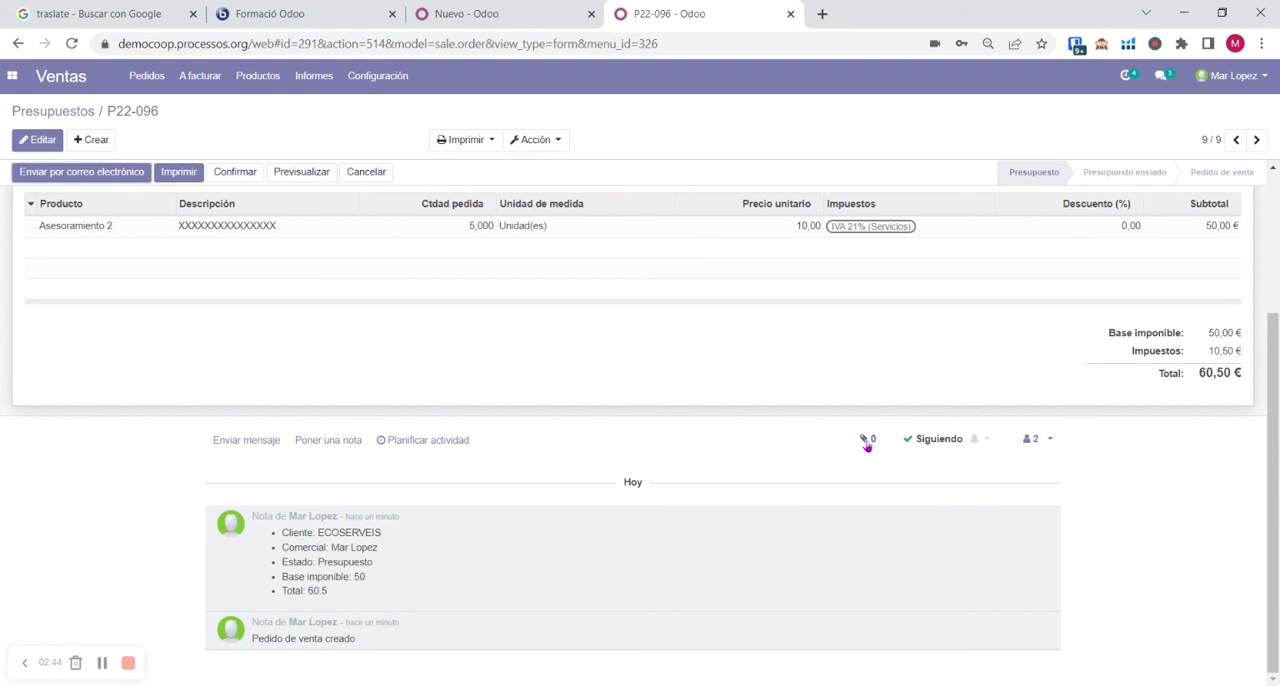 traslate - Buscar con Google
Formació Odoo
Nuevo - Odoo
P22-096 - Odoo
democoop.processos.org/web#id=291&action=514&model=sale.order&view_type=form&menu_id=326
9+
M
Ventas Pedidos A facturar Productos Informes Configuración 4 3 Mar Lopez
Presupuestos / P22-096
Editar Crear Imprimir Acción 9 / 9
Enviar por correo electrónico Imprimir Confirmar Previsualizar Cancelar Presupuesto Presupuesto enviado Pedido de venta
Producto Descripción Ctdad pedida Unidad de medida Precio unitario Impuestos Descuento (%) Subtotal
Asesoramiento 2 XXXXXXXXXXXXXXX 5,000 Unidad(es) 10,00 IVA 21% (Servicios) 0,00 50,00 €
Base imponible: 50,00 €
Impuestos: 10,50 €
Total: 60,50 €
Enviar mensaje Poner una nota Planificar actividad 0 Siguiendo 2
Hoy
Nota de Mar Lopez - hace un minuto
• Cliente: ECOSERVEIS
• Comercial: Mar Lopez
• Estado: Presupuesto
• Base imponible: 50
• Total: 60.5
Nota de Mar Lopez - hace un minuto
Pedido de venta creado
02:44